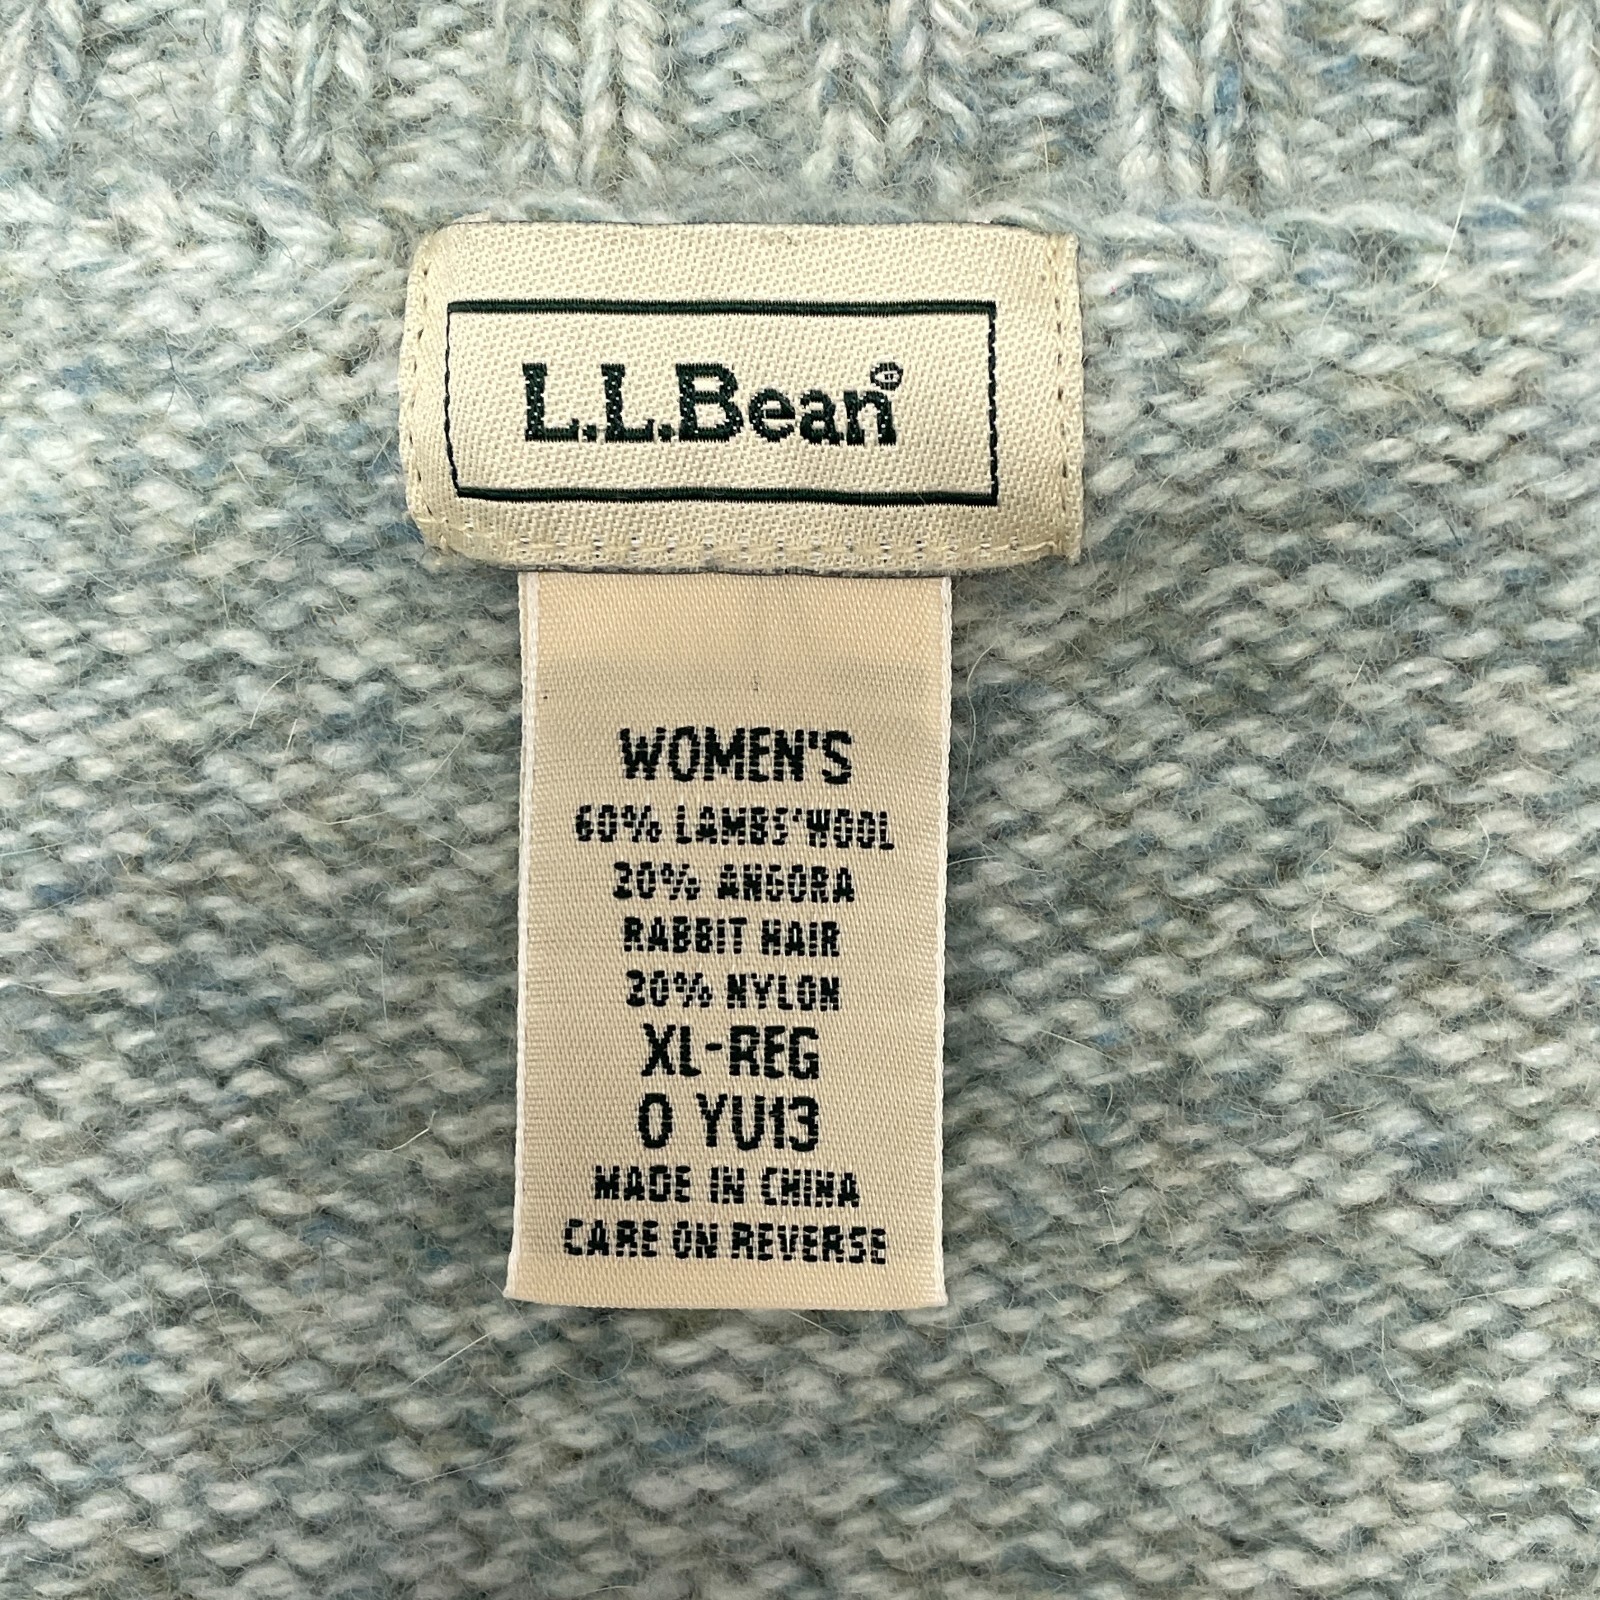 L.L.Bean®
WOMEN'S
60% LAMBS'WOOL
20% ANGORA
RABBIT HAIR
20% NYLON
XL-REG
0 YU13
MADE IN CHINA
CARE ON REVERSE